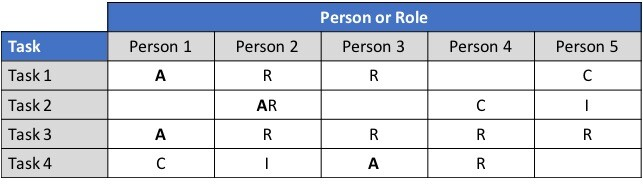 Person or Role
Task Person 1 Person 2 Person 3 Person 4 Person 5
Task 1 A R R C
Task 2 AR C I
Task 3 A R R R R
Task 4 C I A R